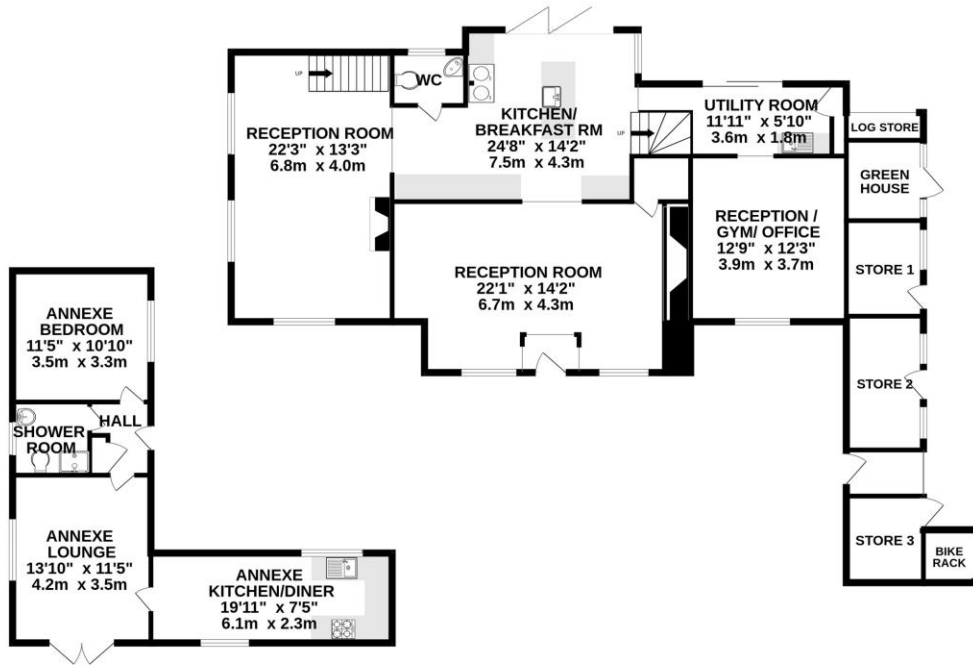 UP
RECEPTION ROOM
22'3" x 13'3"
6.8m x 4.0m
WC
KITCHEN/
BREAKFAST RM
24'8" x 14'2"
7.5m x 4.3m
UP
UTILITY ROOM
11'11" x 5'10"
3.6m x 1.8m
LOG STORE
GREEN
HOUSE
RECEPTION /
GYM/ OFFICE
12'9" x 12'3"
3.9m x 3.7m
RECEPTION ROOM
22'1" x 14'2"
6.7m x 4.3m
STORE 1
STORE 2
STORE 3
BIKE
RACK
ANNEXE
BEDROOM
11'5" x 10'10"
3.5m x 3.3m
HALL
SHOWER
ROOM
ANNEXE
LOUNGE
13'10" x 11'5"
4.2m x 3.5m
ANNEXE
KITCHEN/DINER
19'11" x 7'5"
6.1m x 2.3m